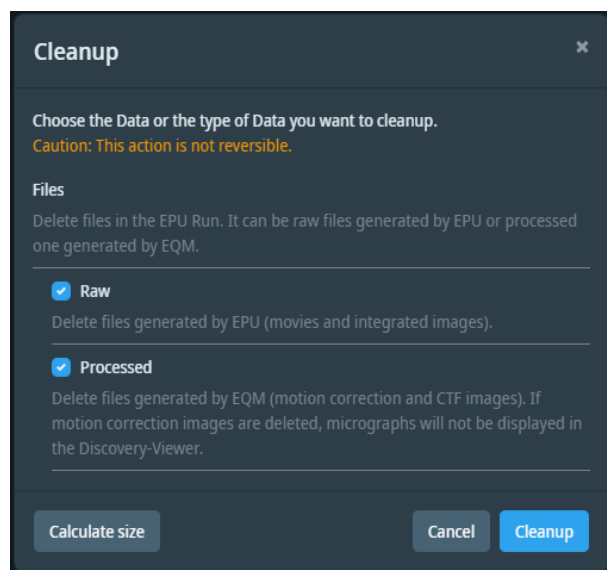 Cleanup
Choose the Data or the type of Data you want to cleanup.
Caution: This action is not reversible.
Files
Delete files in the EPU Run. It can be raw files generated by EPU or processed
one generated by EQM.
Raw
Delete files generated by EPU (movies and integrated images).
Processed
Delete files generated by EQM (motion correction and CTF images). If
motion correction images are deleted, micrographs will not be displayed in
the Discovery-Viewer.
Calculate size Cancel Cleanup